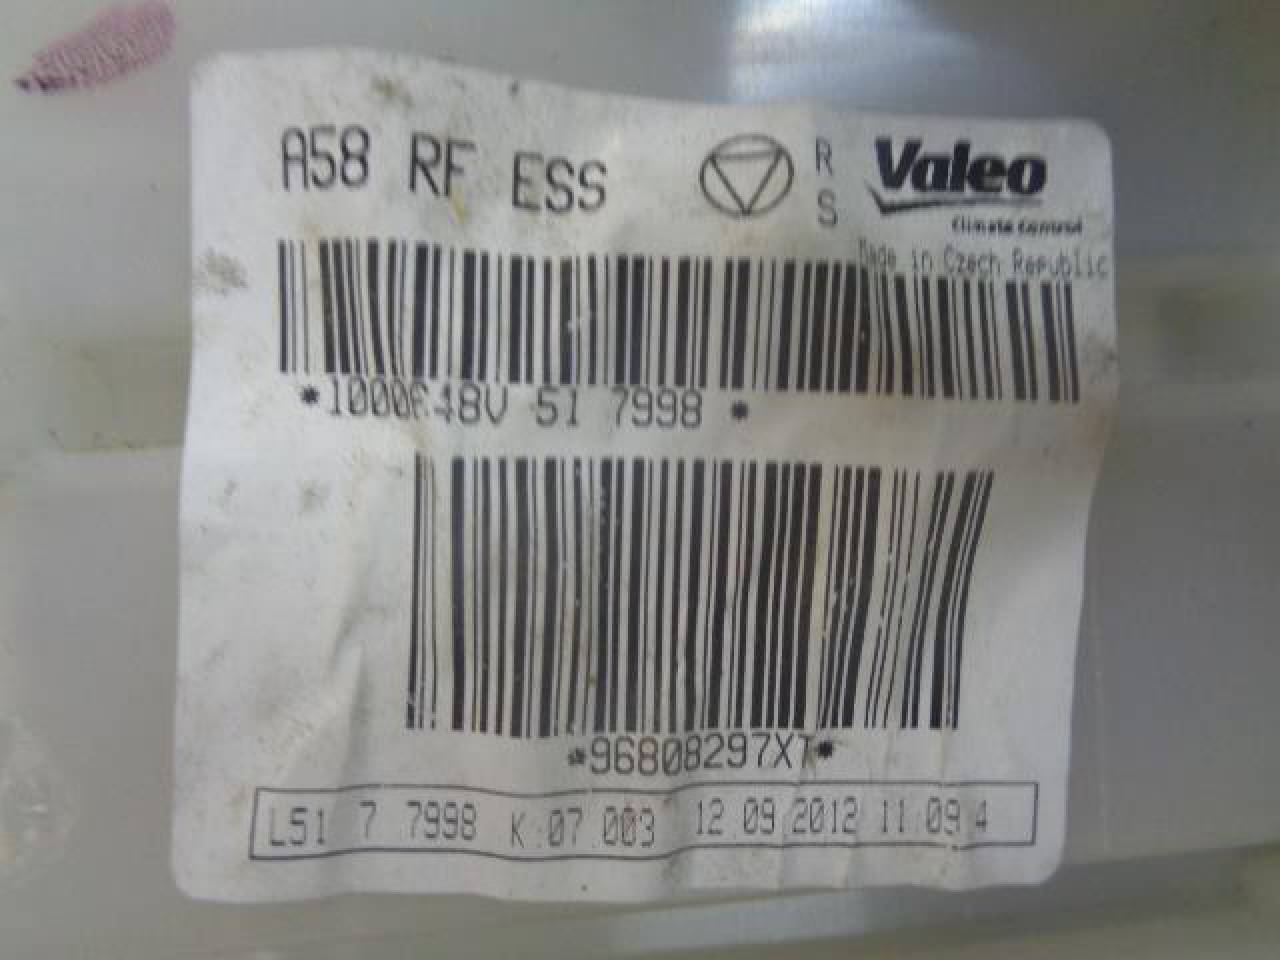 A58 RF ESS
R
S
Valeo
Climate Control
Made in Czech Republic
51 7998 *
*96808297XT*
L51 7 7998 K 07 003 12 09 2012 11 09 4